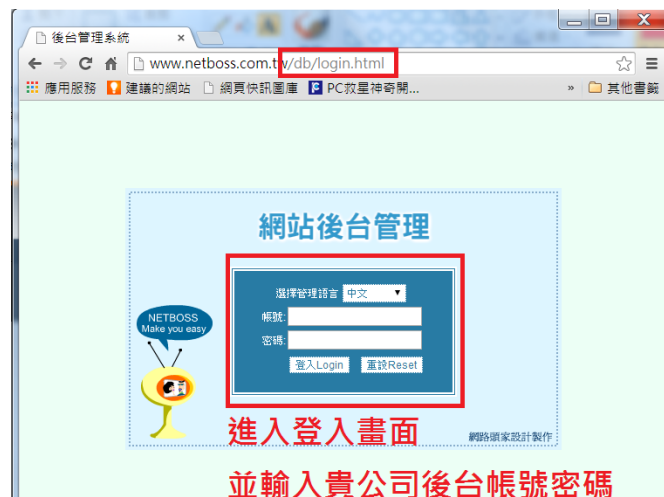 後台管理系統
www.netboss.com.tw/db/login.html
應用服務 建議的網站 網頁快訊圖庫 PC救星神奇開... » 其他書籤
網站後台管理
選擇管理語言 中文
帳號:
密碼:
登入Login 重設Reset
NETBOSS
Make you easy
進入登入畫面
網路頭家設計製作
並輸入貴公司後台帳號密碼